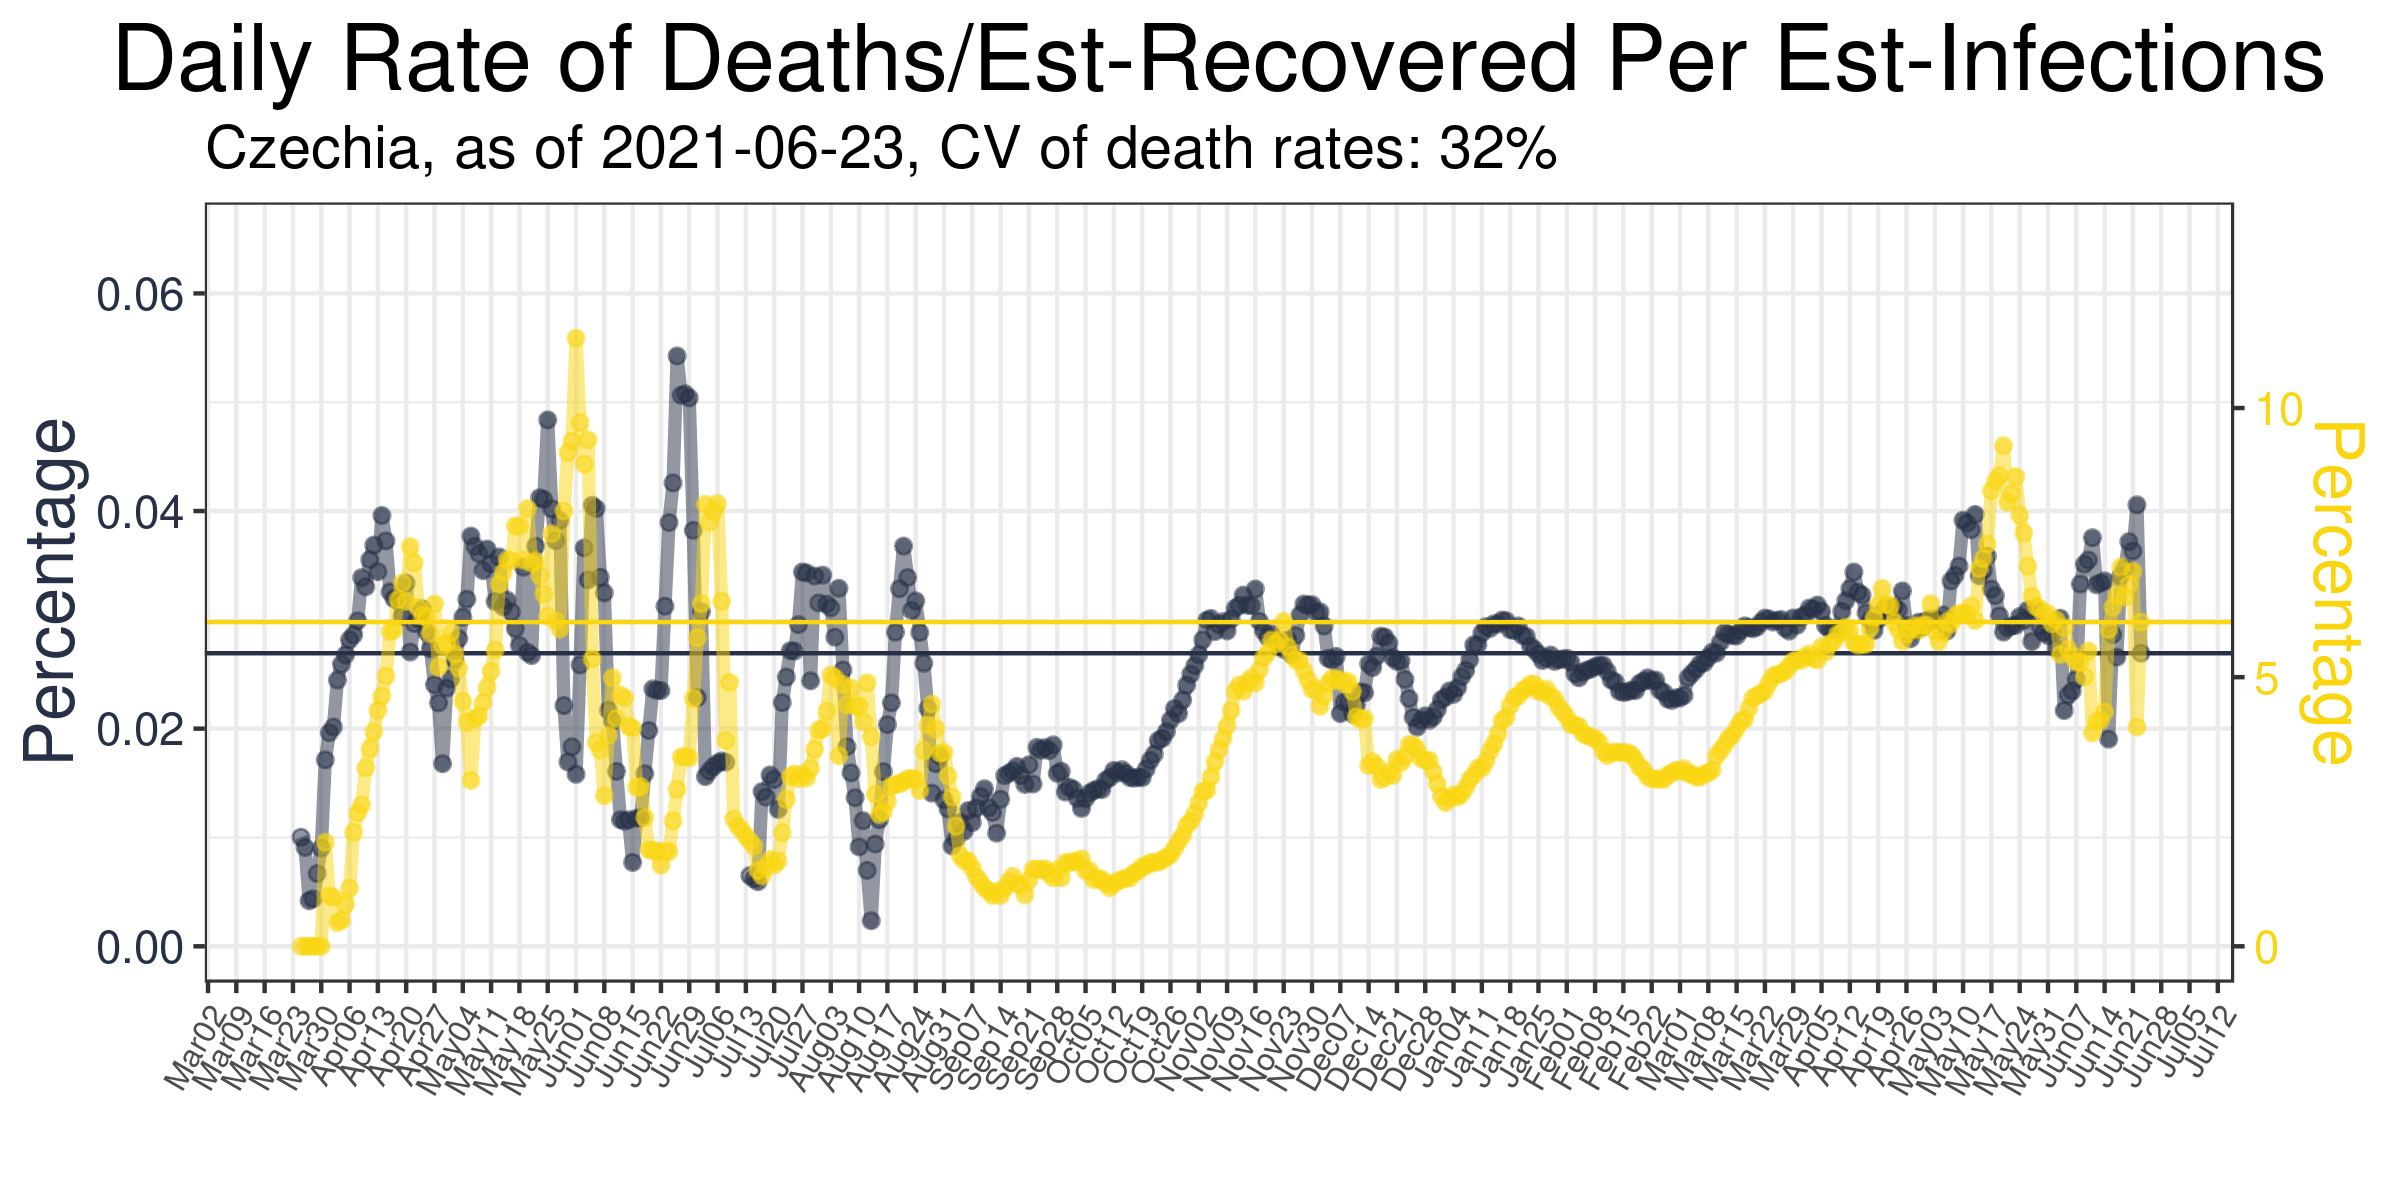 Daily Rate of Deaths/Est-Recovered Per Est-Infections
Czechia, as of 2021-06-23, CV of death rates: 32%
Percentage
0.06
0.04
0.02
0.00
10
5
0
Percentage
Mar02
Mar09
Mar16
Mar23
Mar30
Apr06
Apr13
Apr20
Apr27
May04
May11
May18
May25
Jun01
Jun08
Jun15
Jun22
Jun29
Jul06
Jul13
Jul20
Jul27
Aug03
Aug10
Aug17
Aug24
Aug31
Sep07
Sep14
Sep21
Sep28
Oct05
Oct12
Oct19
Oct26
Nov02
Nov09
Nov16
Nov23
Nov30
Dec07
Dec14
Dec21
Dec28
Jan04
Jan11
Jan18
Jan25
Feb01
Feb08
Feb15
Feb22
Mar01
Mar08
Mar15
Mar22
Mar29
Apr05
Apr12
Apr19
Apr26
May03
May10
May17
May24
May31
Jun07
Jun14
Jun21
Jun28
Jul05
Jul12